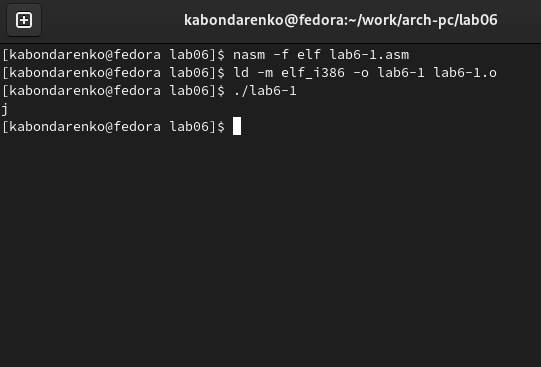 kabondarenko@fedora:~/work/arch-pc/lab06
[kabondarenko@fedora lab06]$ nasm -f elf lab6-1.asm
[kabondarenko@fedora lab06]$ ld -m elf_i386 -o lab6-1 lab6-1.o
[kabondarenko@fedora lab06]$ ./lab6-1
j
[kabondarenko@fedora lab06]$